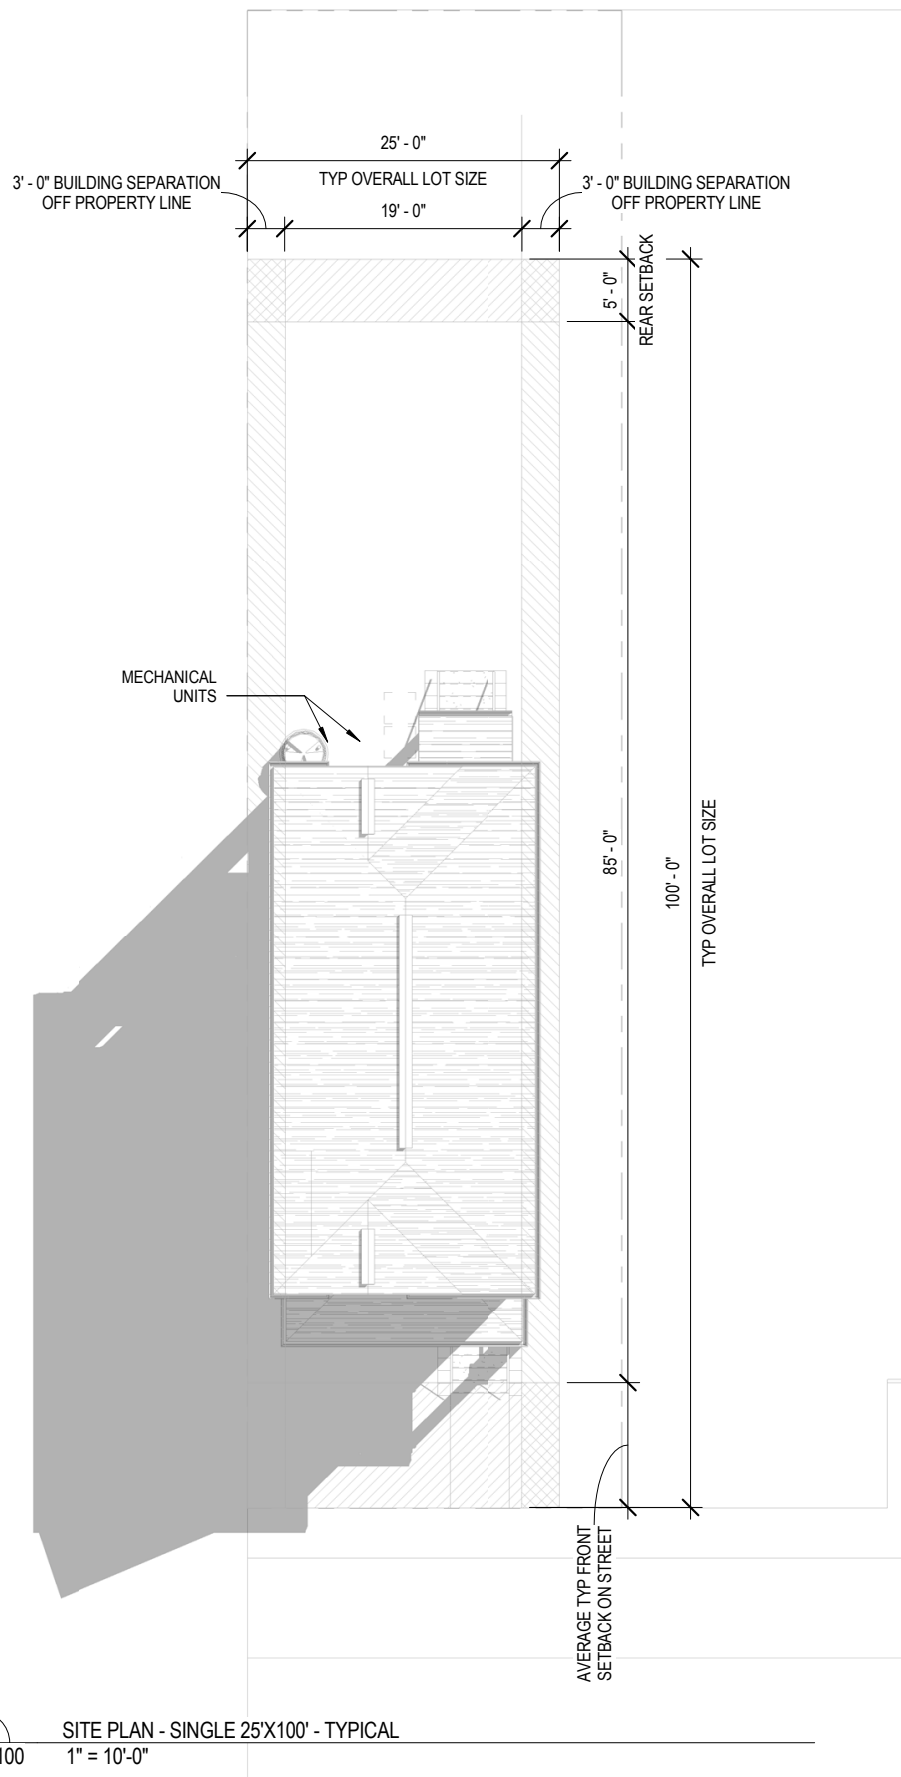 25' - 0"
TYP OVERALL LOT SIZE
3' - 0" BUILDING SEPARATION
OFF PROPERTY LINE
3' - 0" BUILDING SEPARATION
OFF PROPERTY LINE
19' - 0"
5' - 0"
REAR SETBACK
MECHANICAL
UNITS
85' - 0"
100' - 0"
TYP OVERALL LOT SIZE
AVERAGE TYP FRONT
SETBACK ON STREET
SITE PLAN - SINGLE 25'X100' - TYPICAL
100
1" = 10'-0"